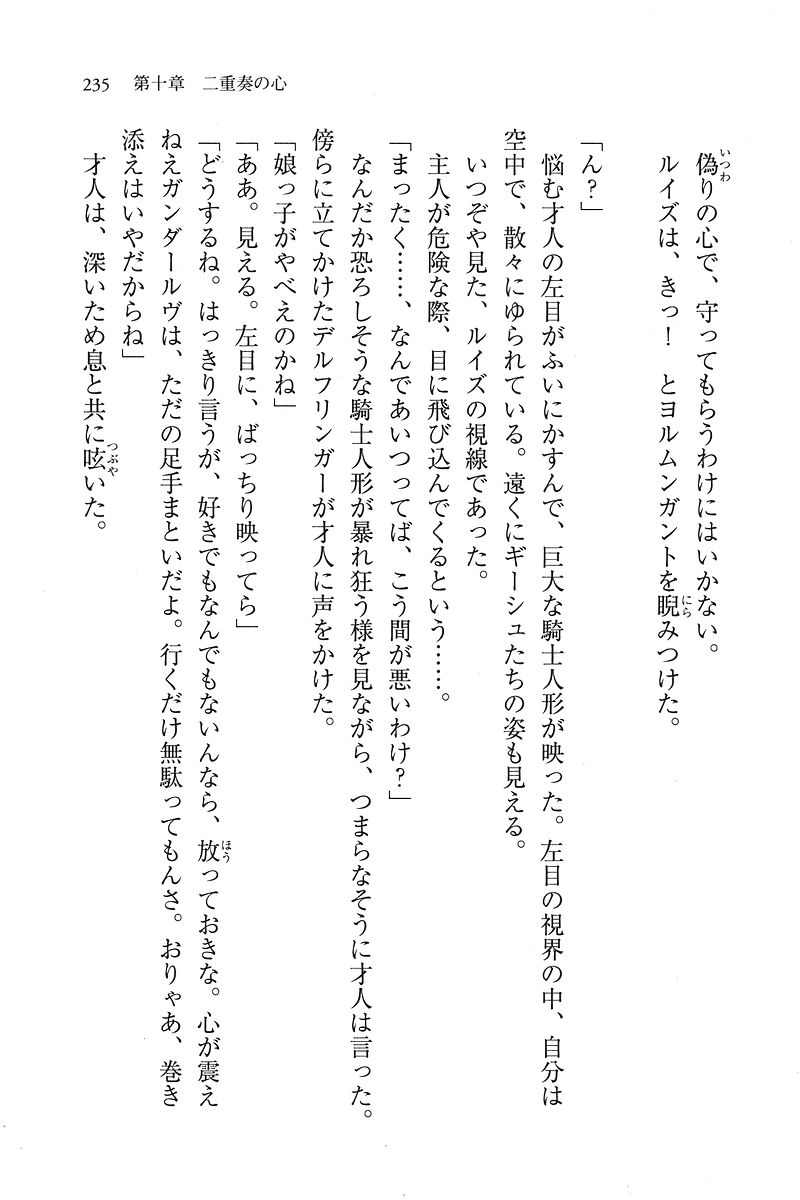 235　第十章　二重奏の心
偽りの心で、守ってもらうわけにはいかない。
ルイズは、きっ！　とヨルムンガントを睨みつけた。
「ん？」
悩む才人の左目がふいにかすんで、巨大な騎士人形が映った。左目の視界の中、自分は
空中で、散々にゆられている。遠くにギーシュたちの姿も見える。
いつぞや見た、ルイズの視線であった。
主人が危険な際、目に飛び込んでくるという……。
「まったく……、なんであいつってば、こう間が悪いわけ？」
なんだか恐ろしそうな騎士人形が暴れ狂う様を見ながら、つまらなそうに才人は言った。
傍らに立てかけたデルフリンガーが才人に声をかけた。
「娘っ子がやべえのかね」
「ああ。見える。左目に、ばっちり映ってら」
「どうするね。はっきり言うが、好きでもなんでもないんなら、放っておきな。心が震え
ねえガンダールヴは、ただの足手まといだよ。行くだけ無駄ってもんさ。おりゃあ、巻き
添えはいやだからね」
才人は、深いため息と共に呟いた。